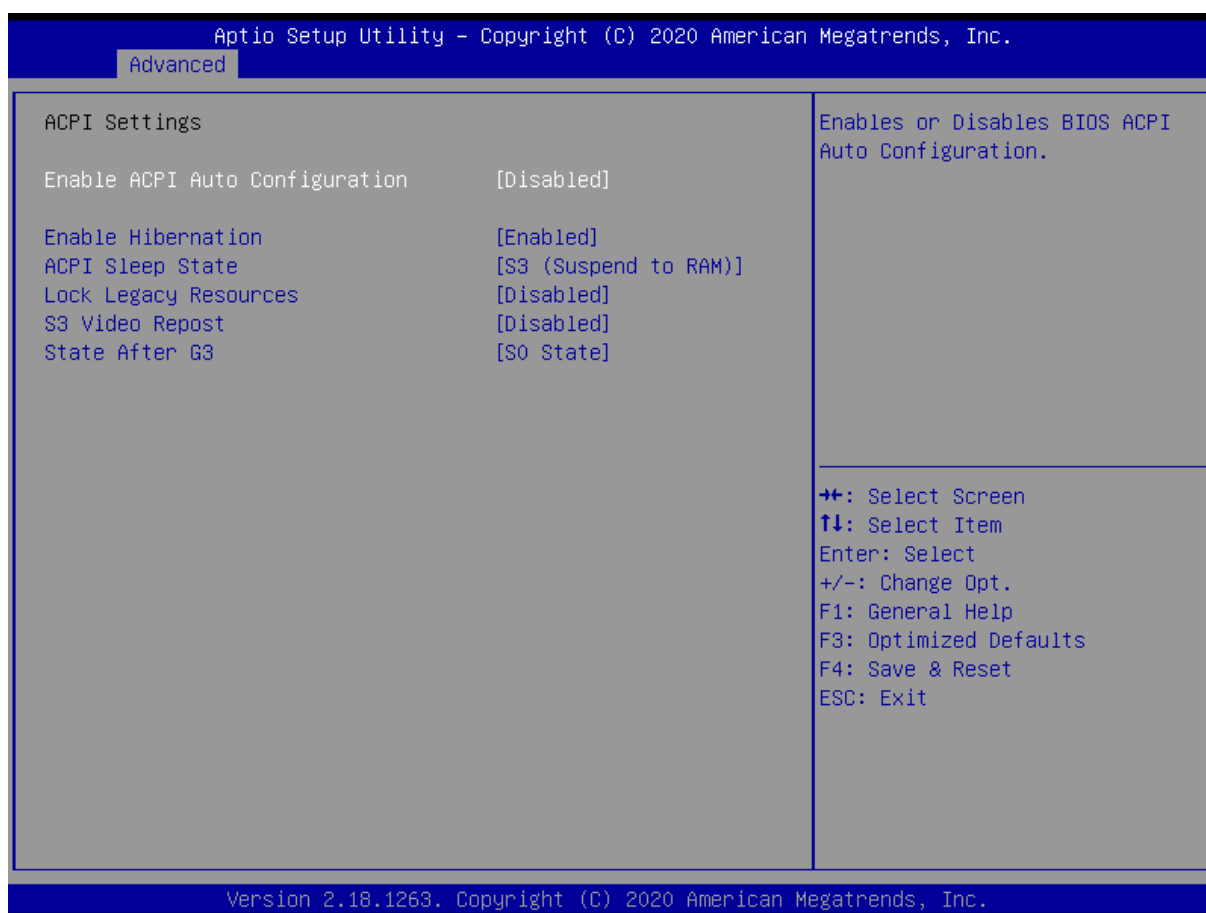 Aptio Setup Utility – Copyright (C) 2020 American Megatrends, Inc.
Advanced
ACPI Settings
Enable ACPI Auto Configuration [Disabled]
Enable Hibernation [Enabled]
ACPI Sleep State [S3 (Suspend to RAM)]
Lock Legacy Resources [Disabled]
S3 Video Repost [Disabled]
State After G3 [S0 State]
Enables or Disables BIOS ACPI
Auto Configuration.
→←: Select Screen
↑↓: Select Item
Enter: Select
+/-: Change Opt.
F1: General Help
F3: Optimized Defaults
F4: Save & Reset
ESC: Exit
Version 2.18.1263. Copyright (C) 2020 American Megatrends, Inc.